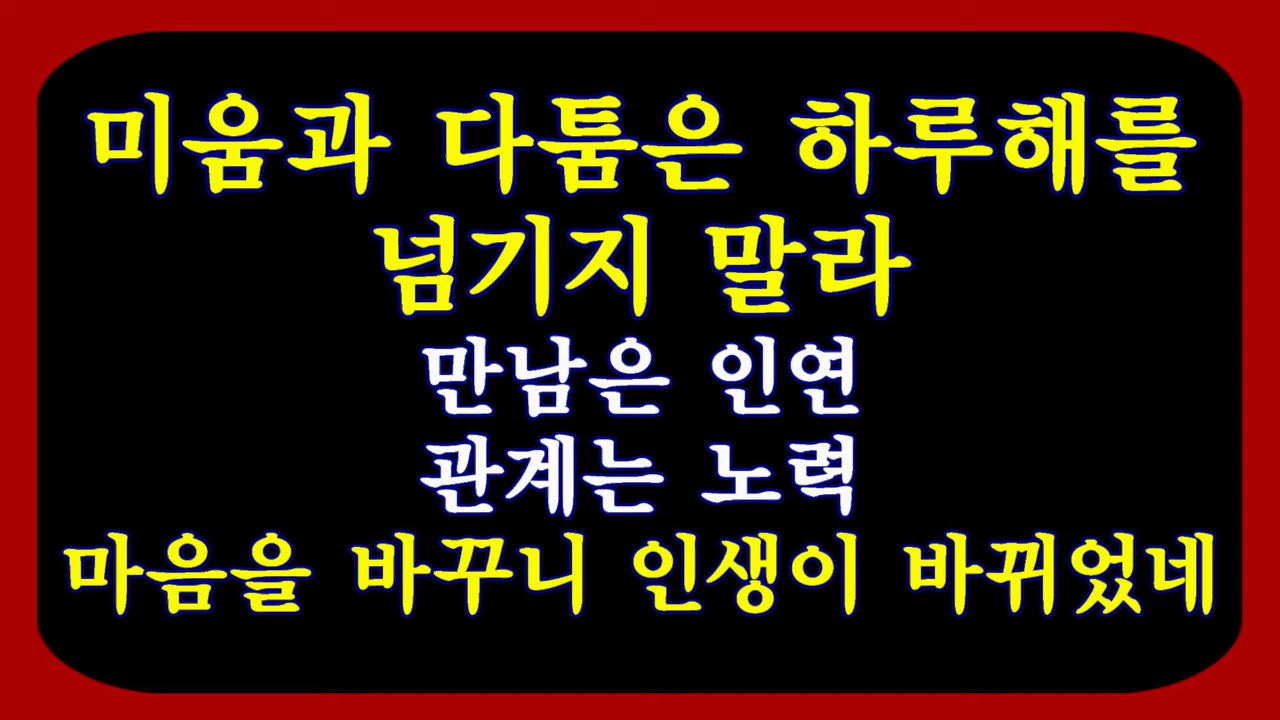 미움과 다툼은 하루해를
넘기지 말라
만남은 인연
관계는 노력
마음을 바꾸니 인생이 바뀌었네